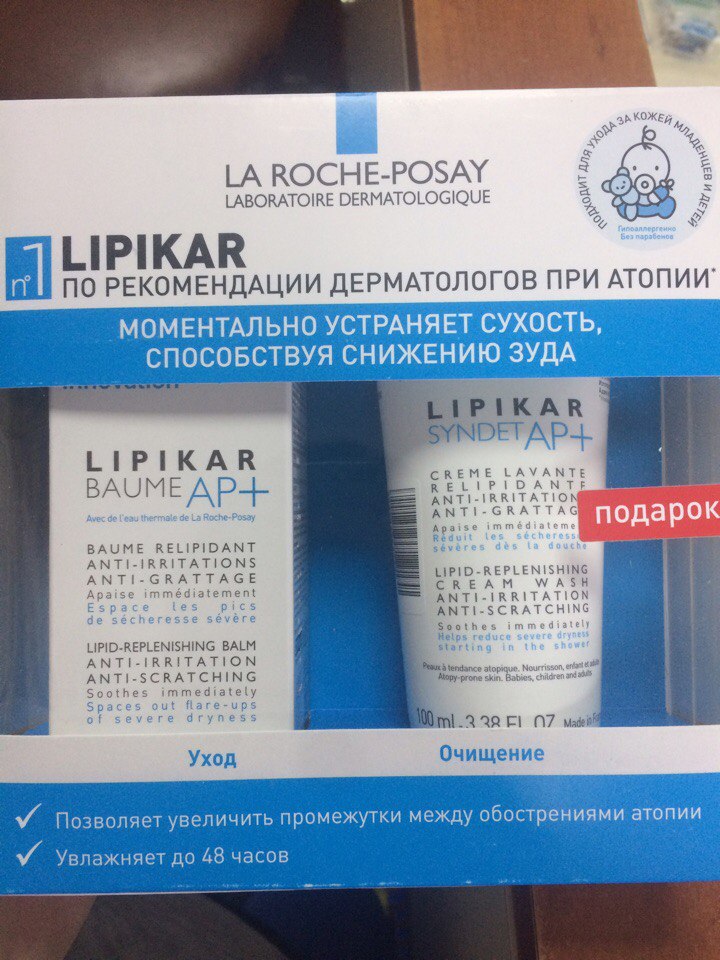 LA ROCHE-POSAY
LABORATOIRE DERMATOLOGIQUE
ПОДХОДИТ ДЛЯ УХОДА ЗА КОЖЕЙ МЛАДЕНЦЕВ И ДЕТЕЙ
Гипоаллергенно
Без парабенов
n°1 LIPIKAR
ПО РЕКОМЕНДАЦИИ ДЕРМАТОЛОГОВ ПРИ АТОПИИ*
МОМЕНТАЛЬНО УСТРАНЯЕТ СУХОСТЬ,
СПОСОБСТВУЯ СНИЖЕНИЮ ЗУДА
LIPIKAR
BAUME AP+
Avec de l'eau thermale de La Roche-Posay
BAUME RELIPIDANT
ANTI-IRRITATIONS
ANTI-GRATTAGE
Apaise immédiatement
Espace les pics
de sécheresse sévère
LIPID-REPLENISHING BALM
ANTI-IRRITATION
ANTI-SCRATCHING
Soothes immediately
Spaces out flare-ups
of severe dryness
LIPIKAR
SYNDET AP+
CREME LAVANTE
RELIPIDANTE
ANTI-IRRITATION
ANTI-GRATTAG
Apaise immédiatemen
Réduit les sécheresse
sévères dès la douche
LIPID-REPLENISHING
CREAM WASH
ANTI-IRRITATION
ANTI-SCRATCHING
Soothes immediately
Helps reduce severe dryness
starting in the shower
Peaux à tendance atopique. Nourrisson, enfant et adulte
Atopy-prone skin. Babies, children and adults
100 ml - 3.38 FL.OZ. Made in
подарок
Уход
Очищение
Позволяет увеличить промежутки между обострениями атопии
Увлажняет до 48 часов